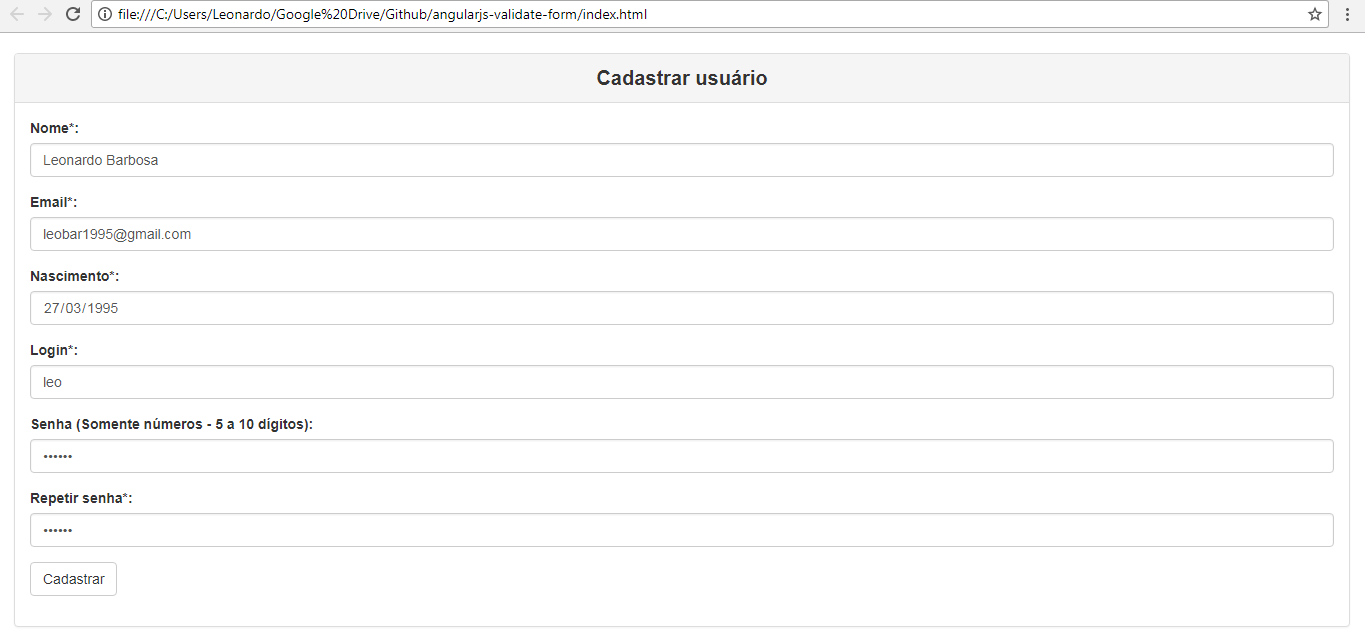 file:///C:/Users/Leonardo/Google%20Drive/Github/angularjs-validate-form/index.html
Cadastrar usuário
Nome*:
Leonardo Barbosa
Email*:
leobar1995@gmail.com
Nascimento*:
27/03/1995
Login*:
leo
Senha (Somente números - 5 a 10 dígitos):
••••••
Repetir senha*:
••••••
Cadastrar